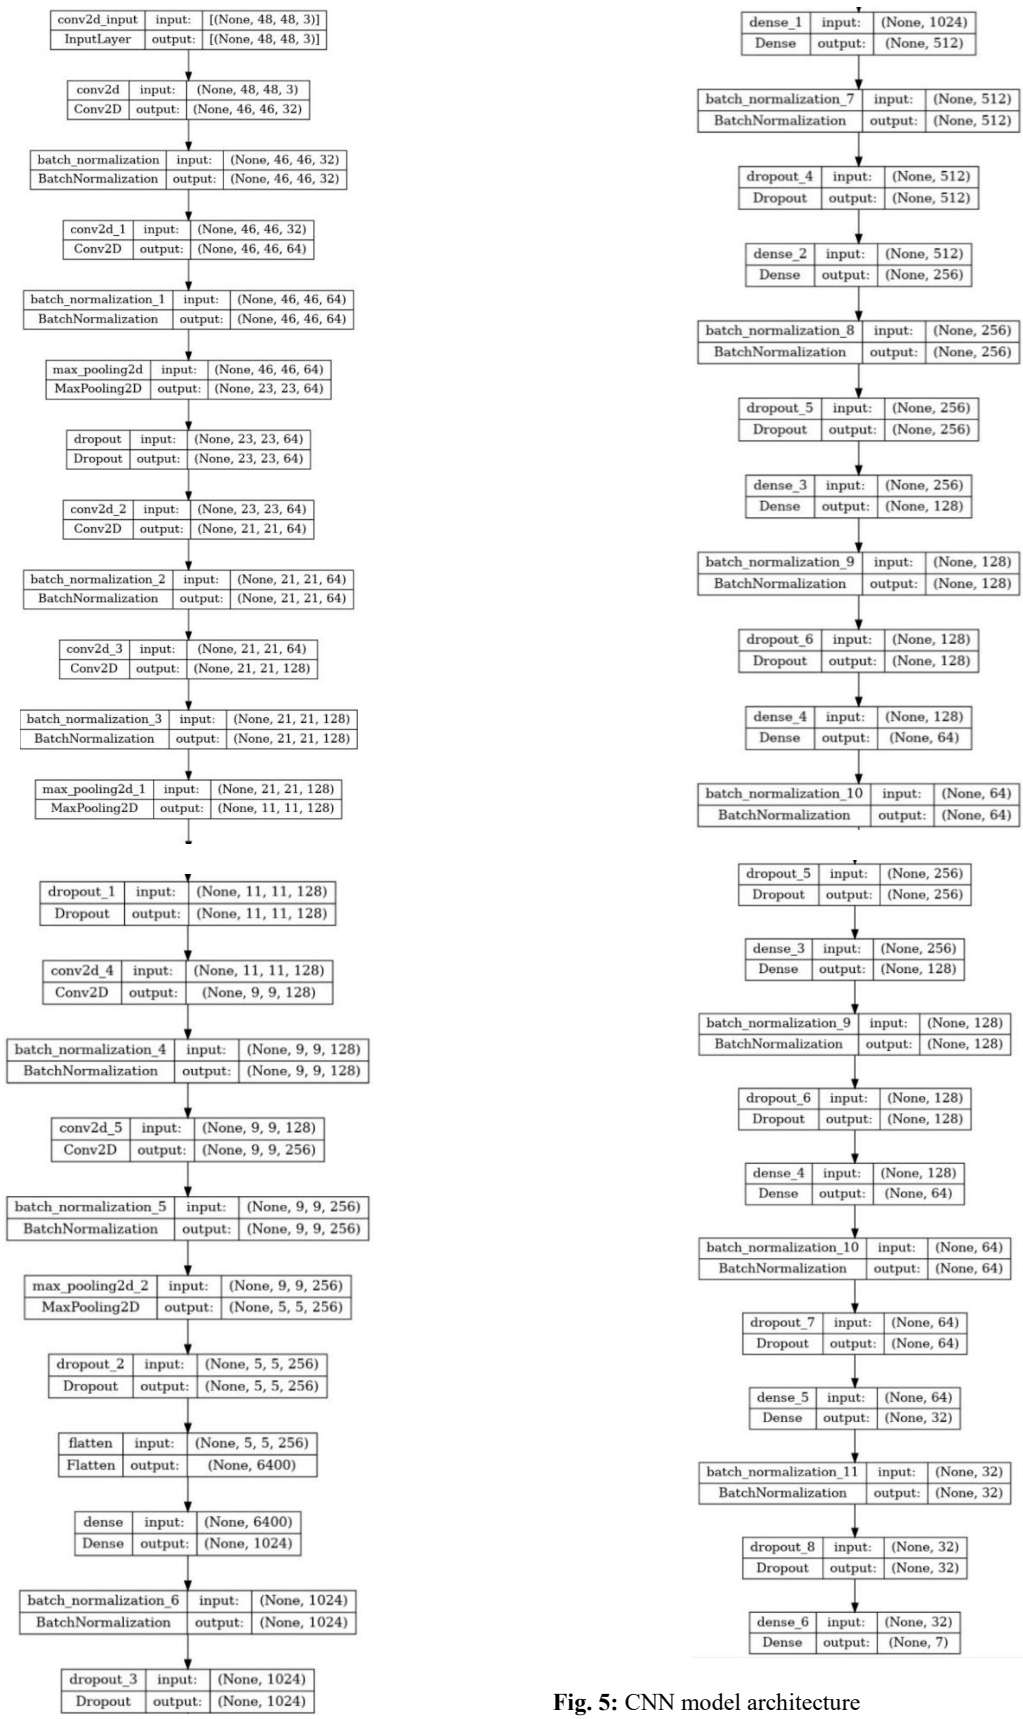 conv2d_input input: [(None, 48, 48, 3)]
InputLayer output: [(None, 48, 48, 3)]
conv2d input: (None, 48, 48, 3)
Conv2D output: (None, 46, 46, 32)
batch_normalization input: (None, 46, 46, 32)
BatchNormalization output: (None, 46, 46, 32)
conv2d_1 input: (None, 46, 46, 32)
Conv2D output: (None, 46, 46, 64)
batch_normalization_1 input: (None, 46, 46, 64)
BatchNormalization output: (None, 46, 46, 64)
max_pooling2d input: (None, 46, 46, 64)
MaxPooling2D output: (None, 23, 23, 64)
dropout input: (None, 23, 23, 64)
Dropout output: (None, 23, 23, 64)
conv2d_2 input: (None, 23, 23, 64)
Conv2D output: (None, 21, 21, 64)
batch_normalization_2 input: (None, 21, 21, 64)
BatchNormalization output: (None, 21, 21, 64)
conv2d_3 input: (None, 21, 21, 64)
Conv2D output: (None, 21, 21, 128)
batch_normalization_3 input: (None, 21, 21, 128)
BatchNormalization output: (None, 21, 21, 128)
max_pooling2d_1 input: (None, 21, 21, 128)
MaxPooling2D output: (None, 11, 11, 128)
dropout_1 input: (None, 11, 11, 128)
Dropout output: (None, 11, 11, 128)
conv2d_4 input: (None, 11, 11, 128)
Conv2D output: (None, 9, 9, 128)
batch_normalization_4 input: (None, 9, 9, 128)
BatchNormalization output: (None, 9, 9, 128)
conv2d_5 input: (None, 9, 9, 128)
Conv2D output: (None, 9, 9, 256)
batch_normalization_5 input: (None, 9, 9, 256)
BatchNormalization output: (None, 9, 9, 256)
max_pooling2d_2 input: (None, 9, 9, 256)
MaxPooling2D output: (None, 5, 5, 256)
dropout_2 input: (None, 5, 5, 256)
Dropout output: (None, 5, 5, 256)
flatten input: (None, 5, 5, 256)
Flatten output: (None, 6400)
dense input: (None, 6400)
Dense output: (None, 1024)
batch_normalization_6 input: (None, 1024)
BatchNormalization output: (None, 1024)
dropout_3 input: (None, 1024)
Dropout output: (None, 1024)
dense_1 input: (None, 1024)
Dense output: (None, 512)
batch_normalization_7 input: (None, 512)
BatchNormalization output: (None, 512)
dropout_4 input: (None, 512)
Dropout output: (None, 512)
dense_2 input: (None, 512)
Dense output: (None, 256)
batch_normalization_8 input: (None, 256)
BatchNormalization output: (None, 256)
dropout_5 input: (None, 256)
Dropout output: (None, 256)
dense_3 input: (None, 256)
Dense output: (None, 128)
batch_normalization_9 input: (None, 128)
BatchNormalization output: (None, 128)
dropout_6 input: (None, 128)
Dropout output: (None, 128)
dense_4 input: (None, 128)
Dense output: (None, 64)
batch_normalization_10 input: (None, 64)
BatchNormalization output: (None, 64)
dropout_5 input: (None, 256)
Dropout output: (None, 256)
dense_3 input: (None, 256)
Dense output: (None, 128)
batch_normalization_9 input: (None, 128)
BatchNormalization output: (None, 128)
dropout_6 input: (None, 128)
Dropout output: (None, 128)
dense_4 input: (None, 128)
Dense output: (None, 64)
batch_normalization_10 input: (None, 64)
BatchNormalization output: (None, 64)
dropout_7 input: (None, 64)
Dropout output: (None, 64)
dense_5 input: (None, 64)
Dense output: (None, 32)
batch_normalization_11 input: (None, 32)
BatchNormalization output: (None, 32)
dropout_8 input: (None, 32)
Dropout output: (None, 32)
dense_6 input: (None, 32)
Dense output: (None, 7)
Fig. 5: CNN model architecture